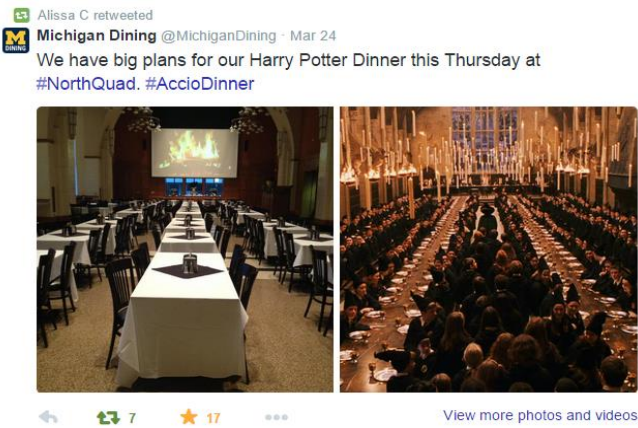 Alissa C retweeted
M
DINING
Michigan Dining @MichiganDining · Mar 24
We have big plans for our Harry Potter Dinner this Thursday at
#NorthQuad. #AccioDinner
7
17
View more photos and videos